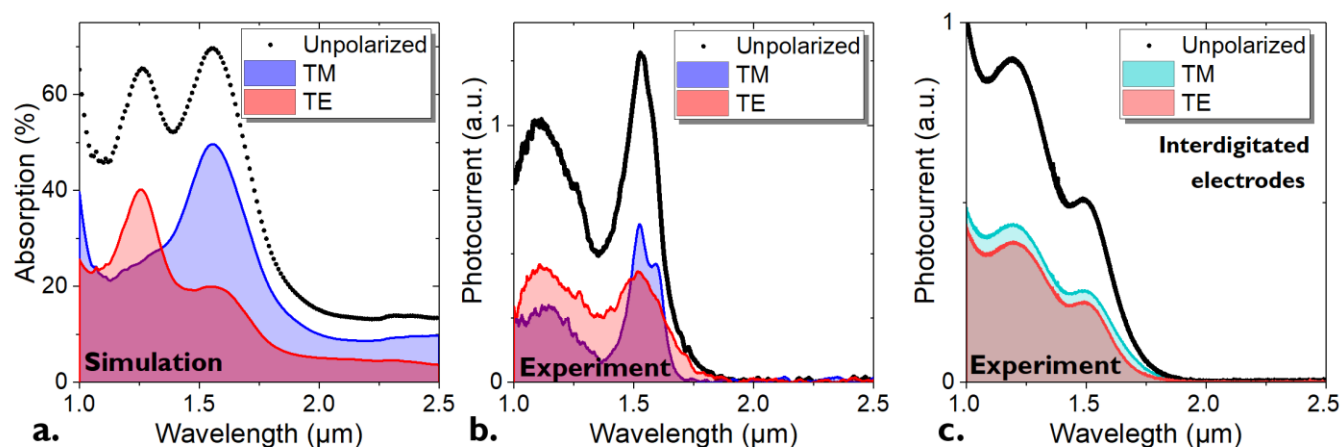 Absorption (%)
60
40
20
0
Unpolarized
TM
TE
Simulation
1.0 1.5 2.0 2.5
a. Wavelength (µm)
Photocurrent (a.u.)
1
0
Unpolarized
TM
TE
Experiment
1.0 1.5 2.0 2.5
b. Wavelength (µm)
Photocurrent (a.u.)
1
0
Unpolarized
TM
TE
Interdigitated
electrodes
Experiment
1.0 1.5 2.0 2.5
c. Wavelength (µm)